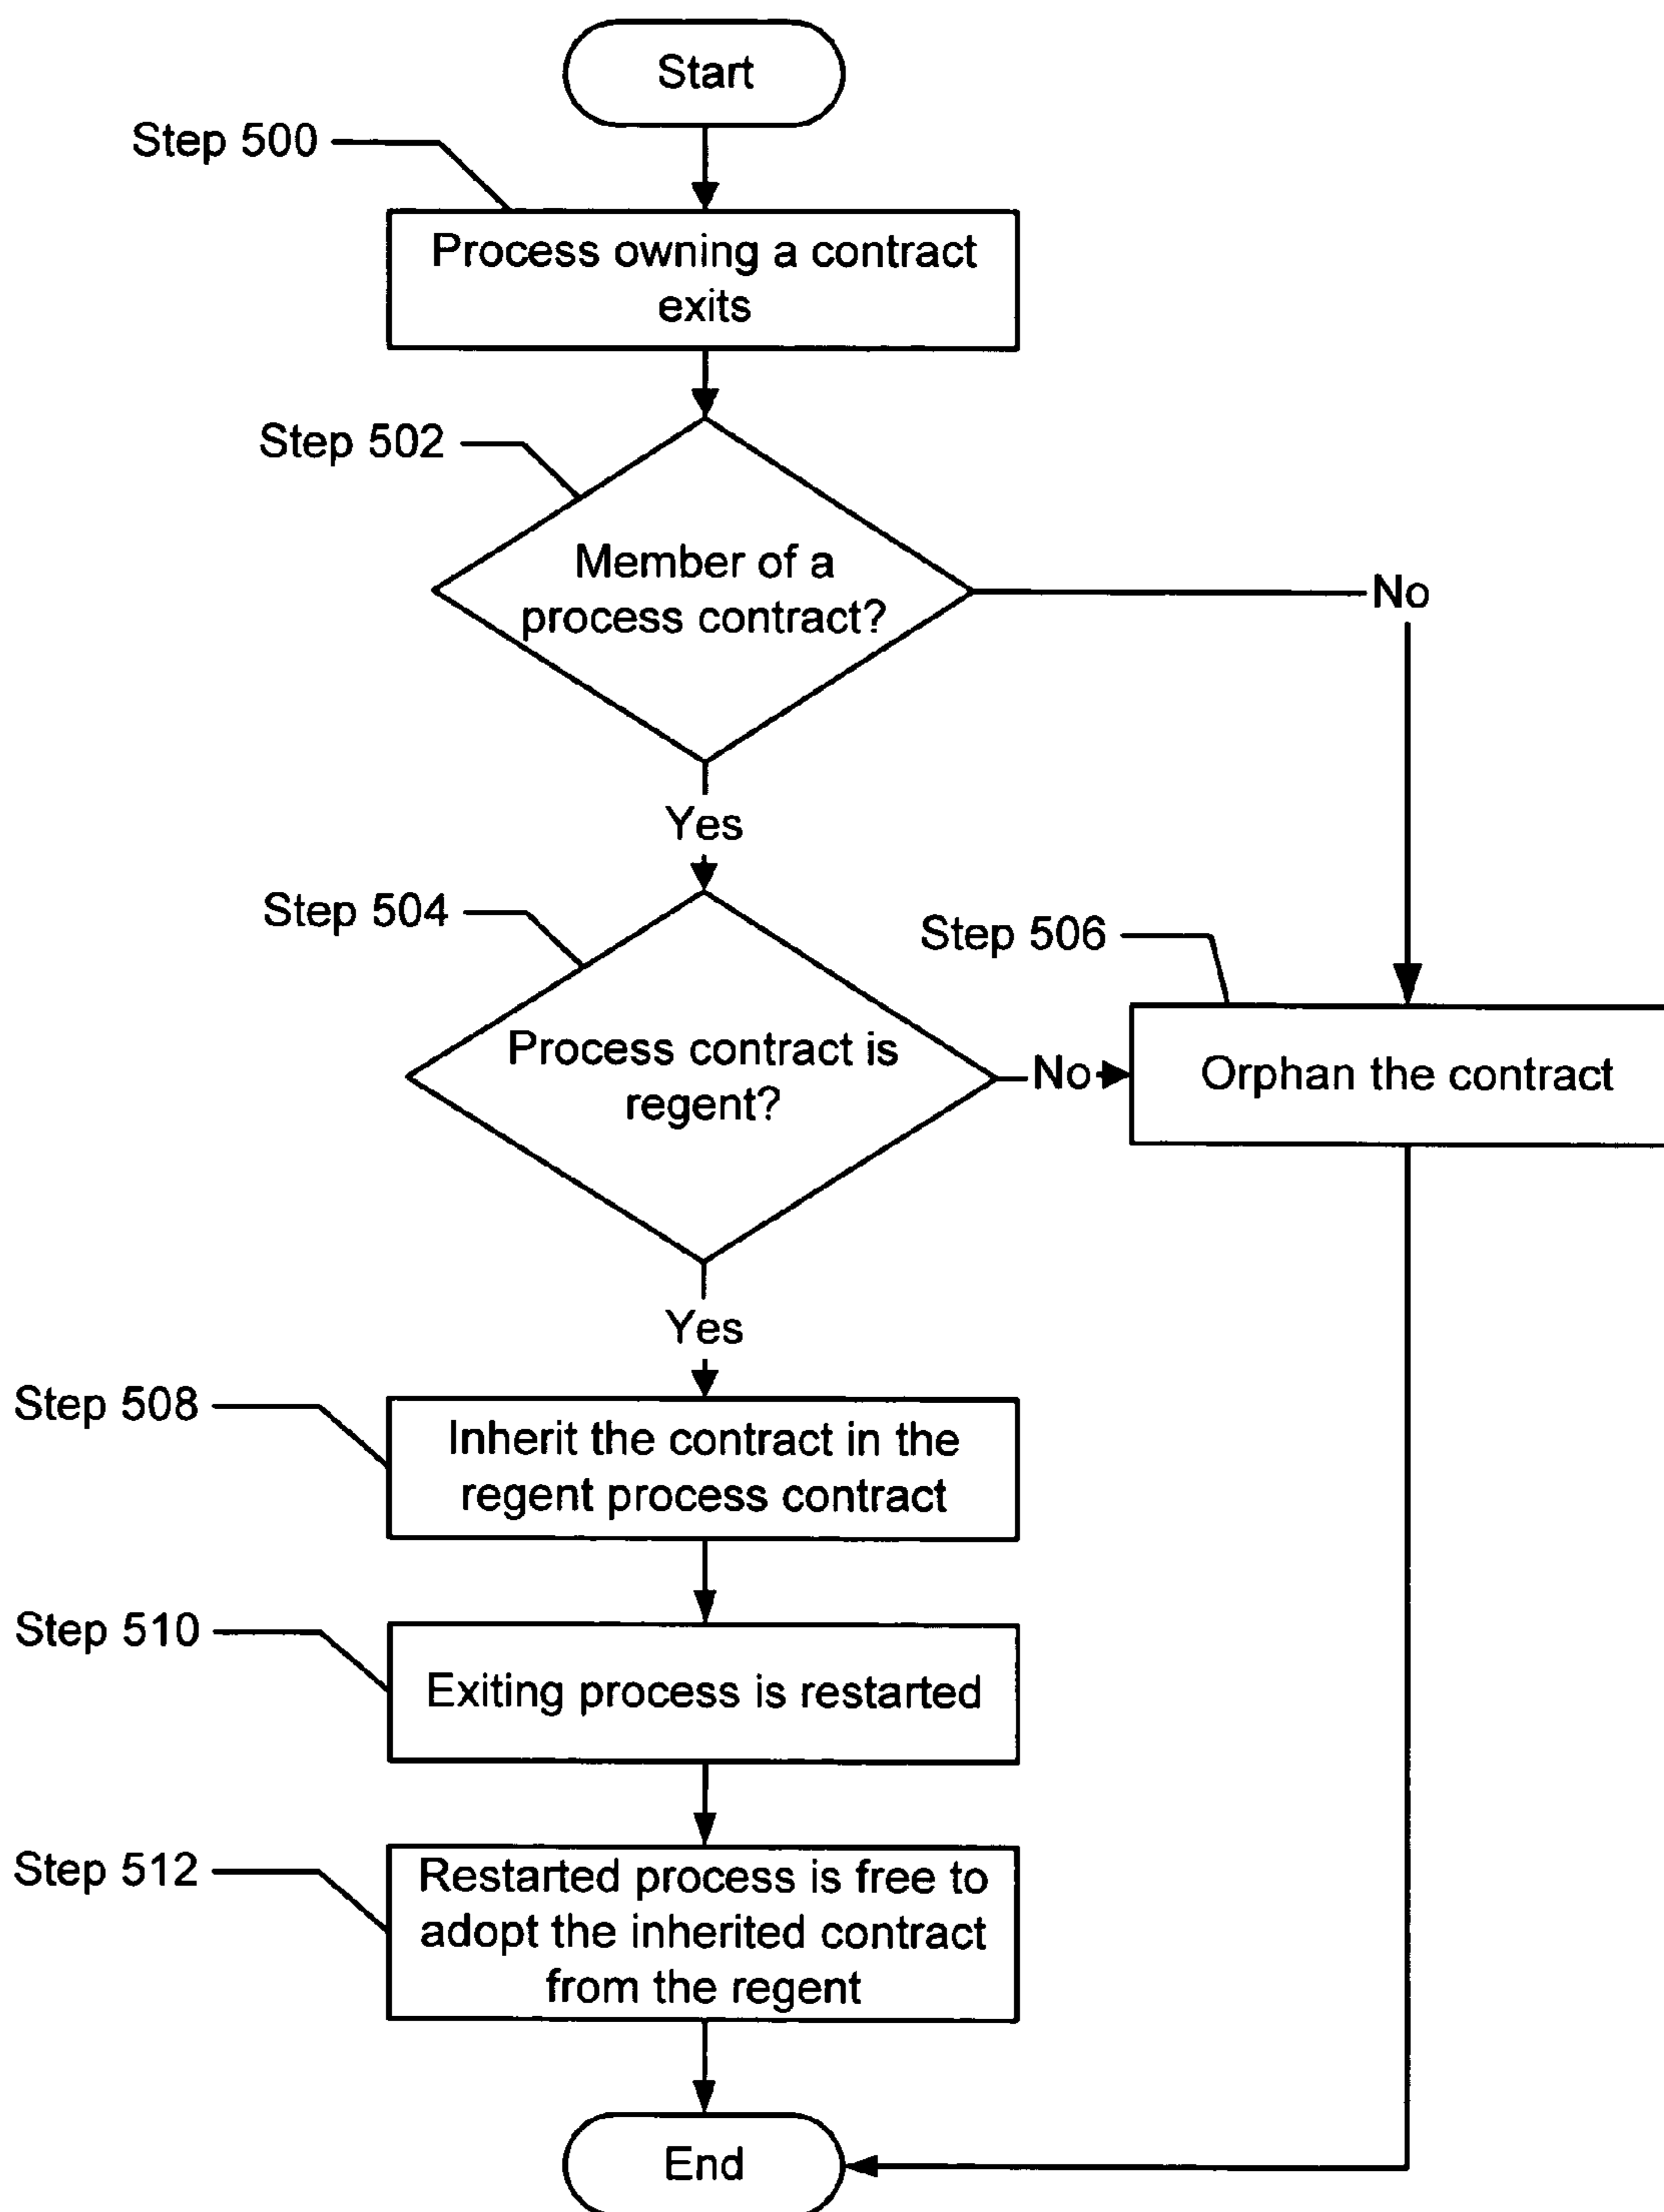 Start
Step 500
Process owning a contract
exits
Step 502
Member of a
process contract?
No
Yes
Step 504
Step 506
Process contract is
regent?
No
Orphan the contract
Yes
Step 508
Inherit the contract in the
regent process contract
Step 510
Exiting process is restarted
Step 512
Restarted process is free to
adopt the inherited contract
from the regent
End